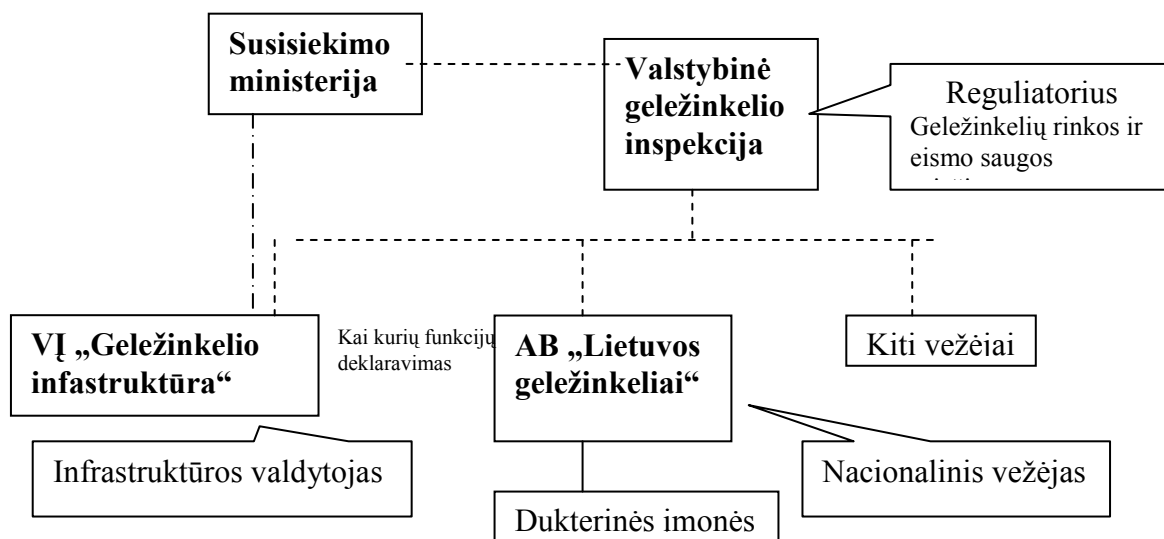 Susisiekimo
ministerija
Valstybinė
geležinkelio
inspekcija
Reguliatorius
Geležinkelių rinkos ir
eismo saugos
VĮ „Geležinkelio
infastruktūra“
Kai kurių funkcijų
deklaravimas
AB „Lietuvos
geležinkeliai“
Kiti vežėjai
Infrastruktūros valdytojas
Nacionalinis vežėjas
Dukterinės imonės